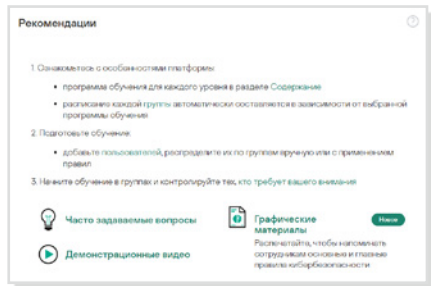 Рекомендации
1. Ознакомьтесь с особенностями платформы:
• программа обучения для каждого уровня в разделе Содержание
• расписание каждой группы автоматически составляется в зависимости от выбранной
программы обучения
2. Подготовьте обучение:
• добавьте пользователей, распределите их по группам вручную или с применением
правил
3. Начните обучение в группах и контролируйте тех, кто требует вашего внимания
Часто задаваемые вопросы
Демонстрационные видео
Графические
материалы
Новое
Распечатайте, чтобы напоминать
сотрудникам основные и главные
правила кибербезопасности